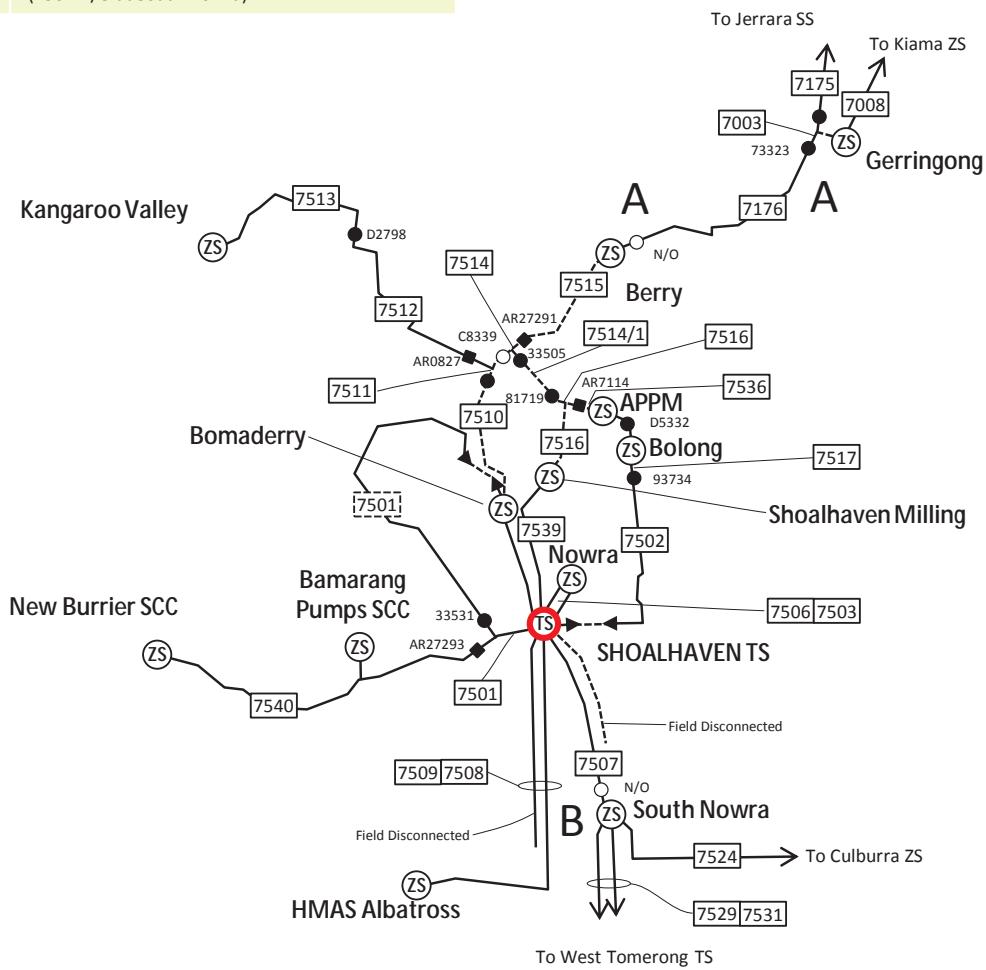 To Jerrara SS
To Kiama ZS
7175
7008
7003
ZS
73323
Gerringong
A
A
7513
Kangaroo Valley
7176
ZS
D2798
ZS
N/O
7514
7515
Berry
7512
AR27291
C8339
7514/1
7516
33505
AR0827
AR7114
7536
7511
81719
ZS
APPM
7510
D5332
Bomaderry
7516
ZS
Bolong
7517
ZS
93734
7501
ZS
Shoalhaven Milling
7539
7502
Nowra
Bamarang
Pumps SCC
ZS
New Burrier SCC
7506
7503
33531
TS
ZS
ZS
AR27293
SHOALHAVEN TS
7501
7540
Field Disconnected
7507
7509
7508
N/O
B
ZS
South Nowra
Field Disconnected
7524
To Culburra ZS
ZS
HMAS Albatross
7529
7531
To West Tomerong TS